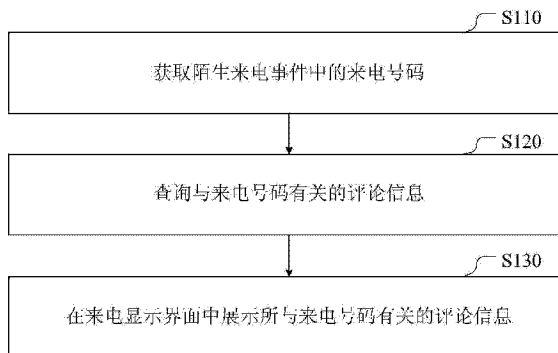 S110
获取陌生来电事件中的来电号码
S120
查询与来电号码有关的评论信息
S130
在来电显示界面中展示所与来电号码有关的评论信息